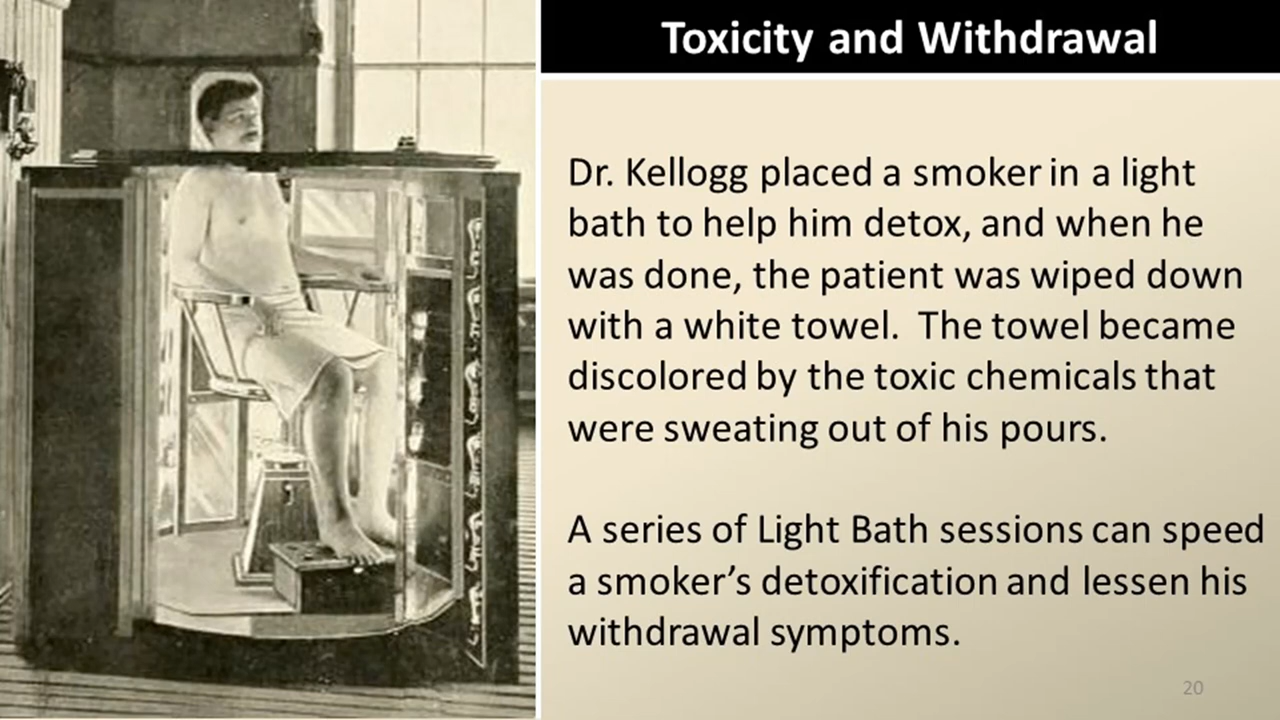 Toxicity and Withdrawal
Dr. Kellogg placed a smoker in a light
bath to help him detox, and when he
was done, the patient was wiped down
with a white towel.  The towel became
discolored by the toxic chemicals that
were sweating out of his pours.
A series of Light Bath sessions can speed
a smoker's detoxification and lessen his
withdrawal symptoms.
20